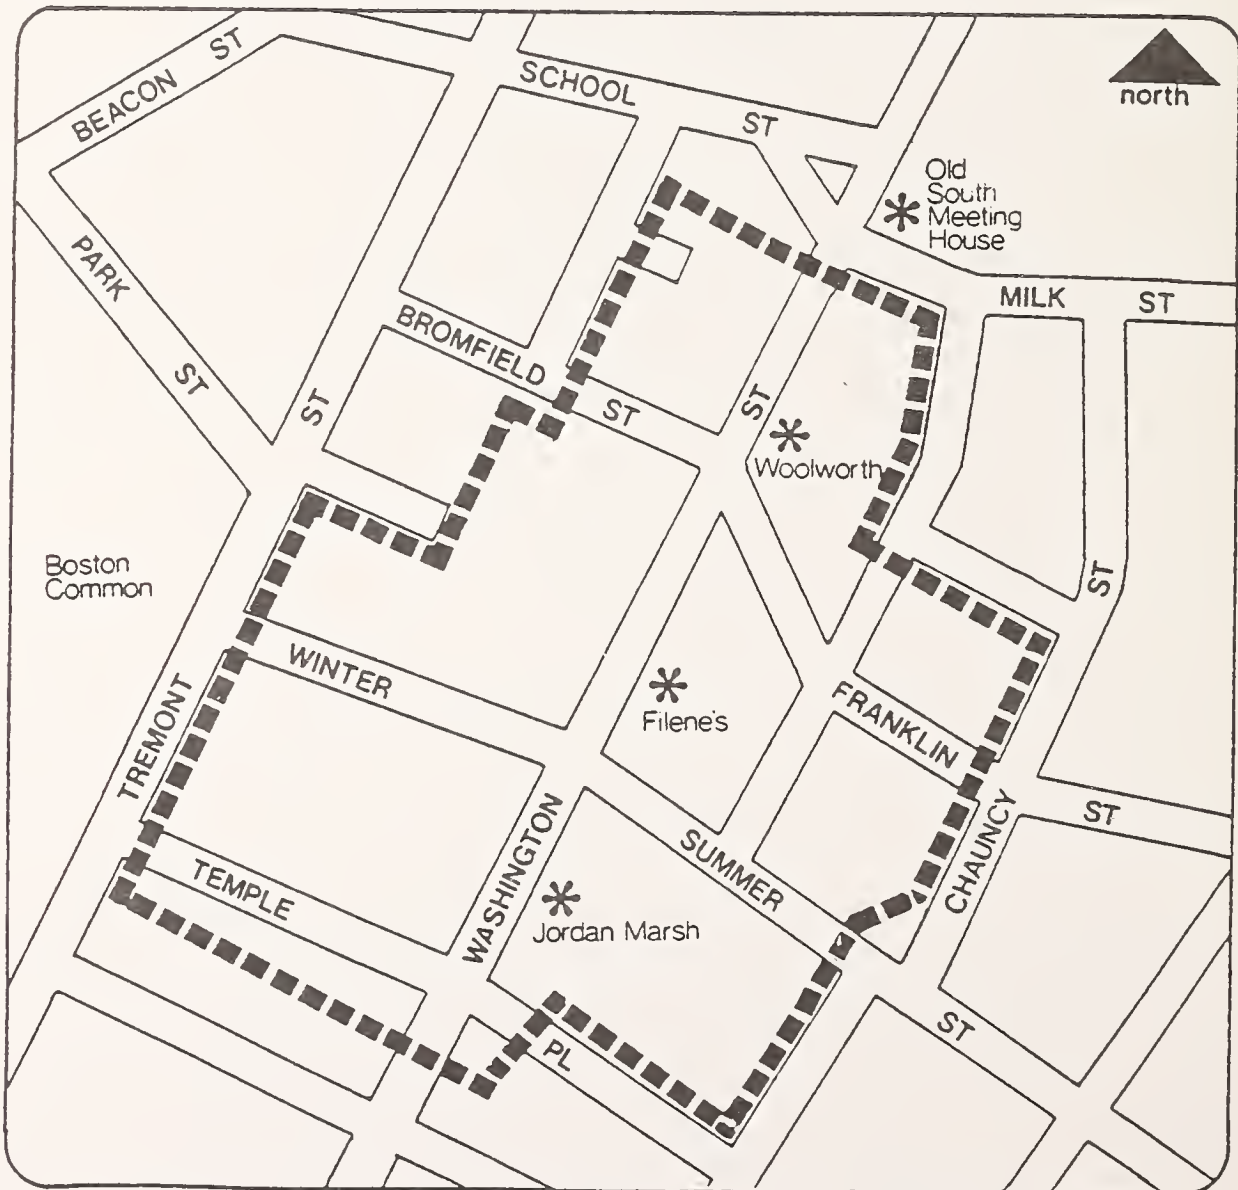 BEACON ST
SCHOOL
ST
north
Old
South
Meeting
House
PARK
ST
MILK ST
BROMFIELD
ST
ST
ST
Woolworth
Boston
Common
ST
WINTER
Filene's
FRANKLIN
TREMONT
ST
CHAUNCY
SUMMER
WASHINGTON
TEMPLE
Jordan Marsh
ST
PL